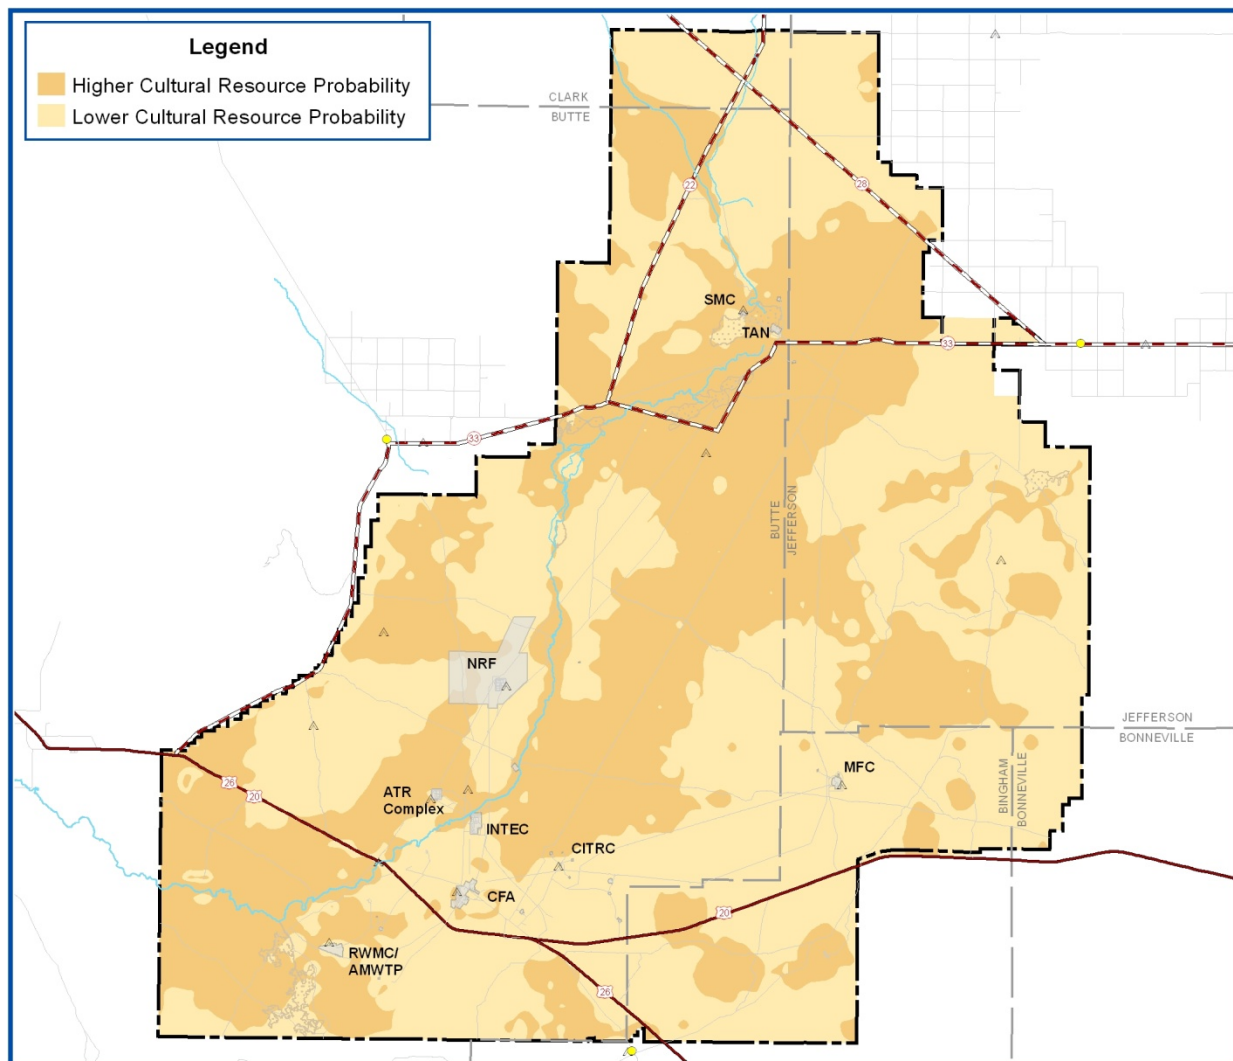 Legend
Higher Cultural Resource Probability
Lower Cultural Resource Probability
CLARK
BUTTE
22
28
SMC
TAN
33
33
BUTTE
JEFFERSON
NRF
JEFFERSON
BONNEVILLE
MFC
BINGHAM
BONNEVILLE
26
20
ATR
Complex
INTEC
CITRC
CFA
20
RWMC/
AMWTP
26